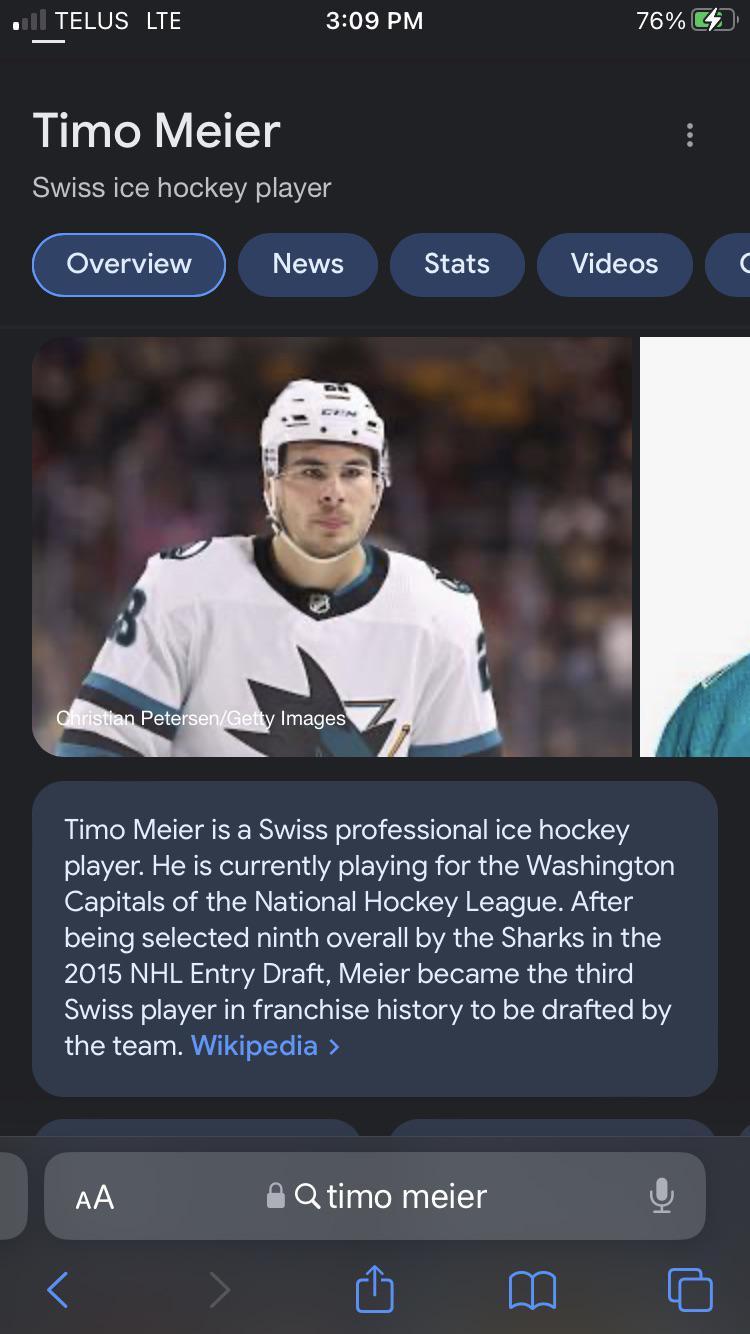 TELUS LTE 3:09 PM 76%
Timo Meier
Swiss ice hockey player
Overview News Stats Videos
CCM
28
Christian Petersen/Getty Images
Timo Meier is a Swiss professional ice hockey
player. He is currently playing for the Washington
Capitals of the National Hockey League. After
being selected ninth overall by the Sharks in the
2015 NHL Entry Draft, Meier became the third
Swiss player in franchise history to be drafted by
the team. Wikipedia >
AA timo meier